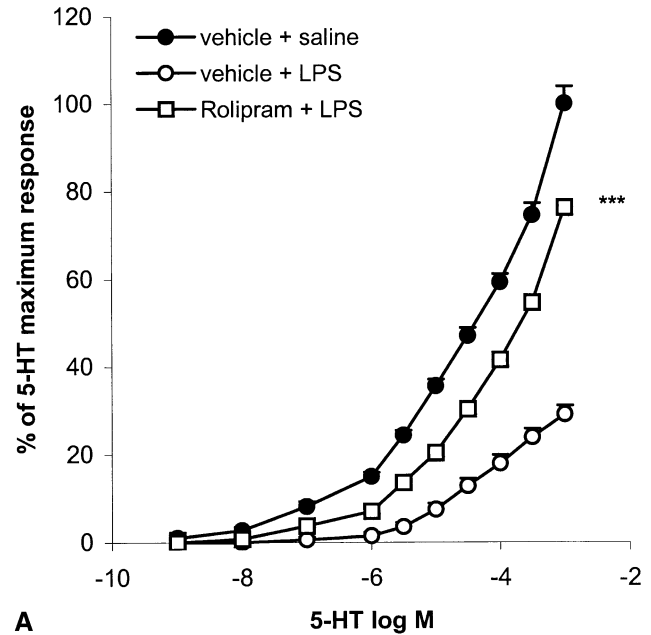 120
vehicle + saline
vehicle + LPS
Rolipram + LPS
100
80
***
60
40
20
0
% of 5-HT maximum response
-10
-8
-6
-4
-2
5-HT log M
A